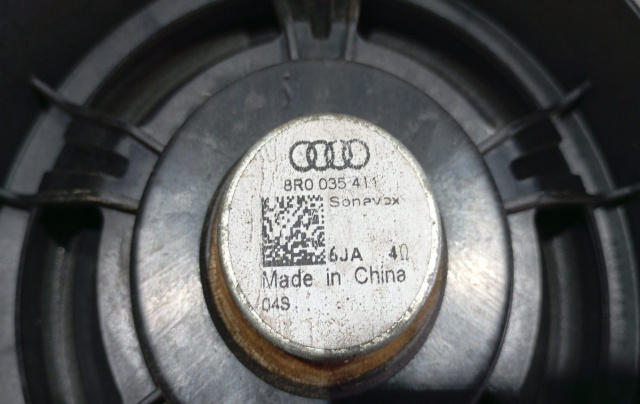 8R0 035 411
Sonavox
6JA 4Ω
Made in China
04S